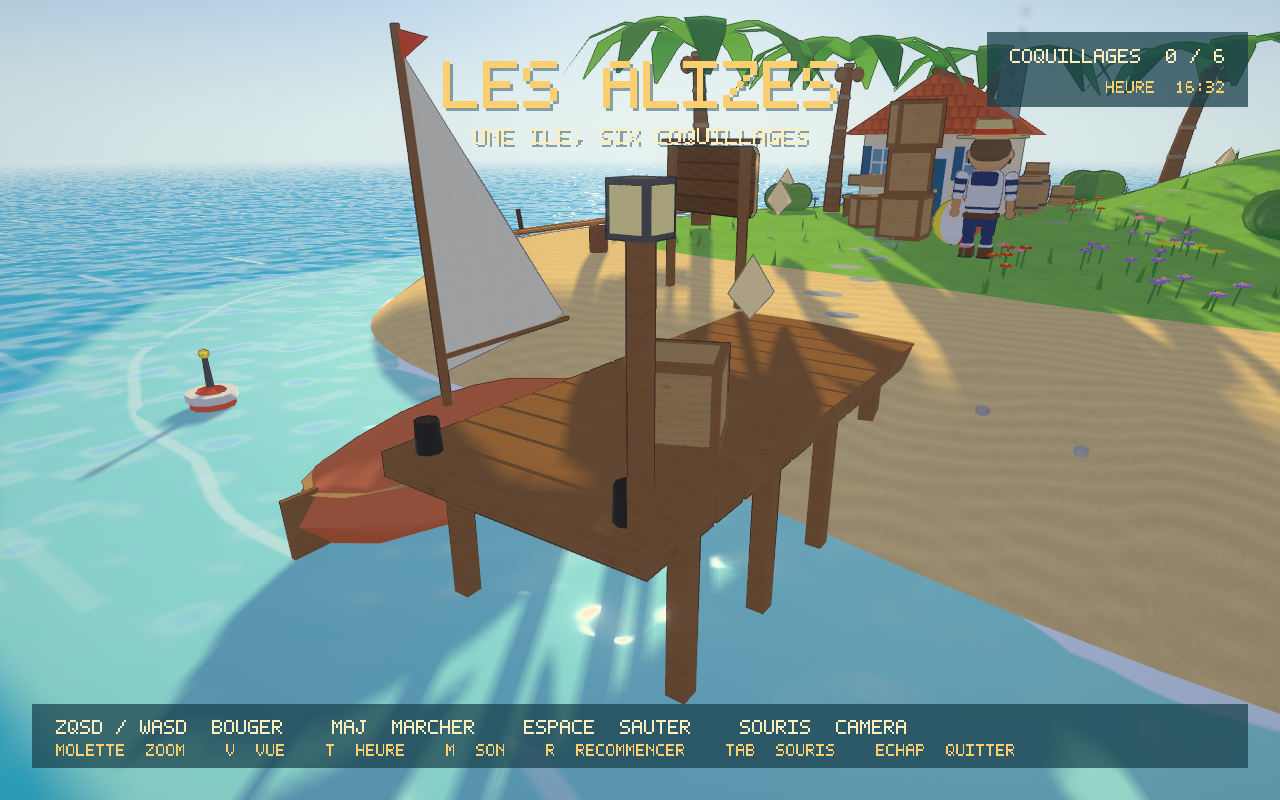 LES ALIZES
UNE ILE, SIX COQUILLAGES
COQUILLAGES 0 / 6
HEURE 16:32
ZQSD / WASD BOUGER MAJ MARCHER ESPACE SAUTER SOURIS CAMERA
MOLETTE ZOOM V VUE T HEURE M SON R RECOMMENCER TAB SOURIS ECHAP QUITTER